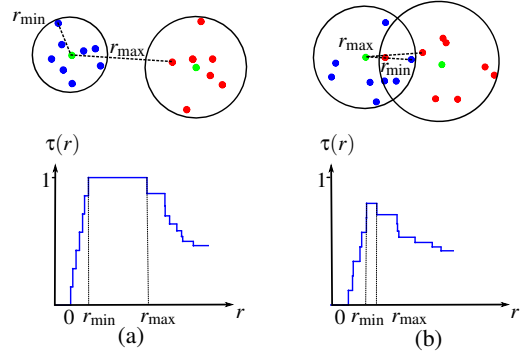 r_min
r_max
r_max
r_min
τ(r)
τ(r)
1
1
0 r_min r_max r
0 r_min r_max r
(a)
(b)